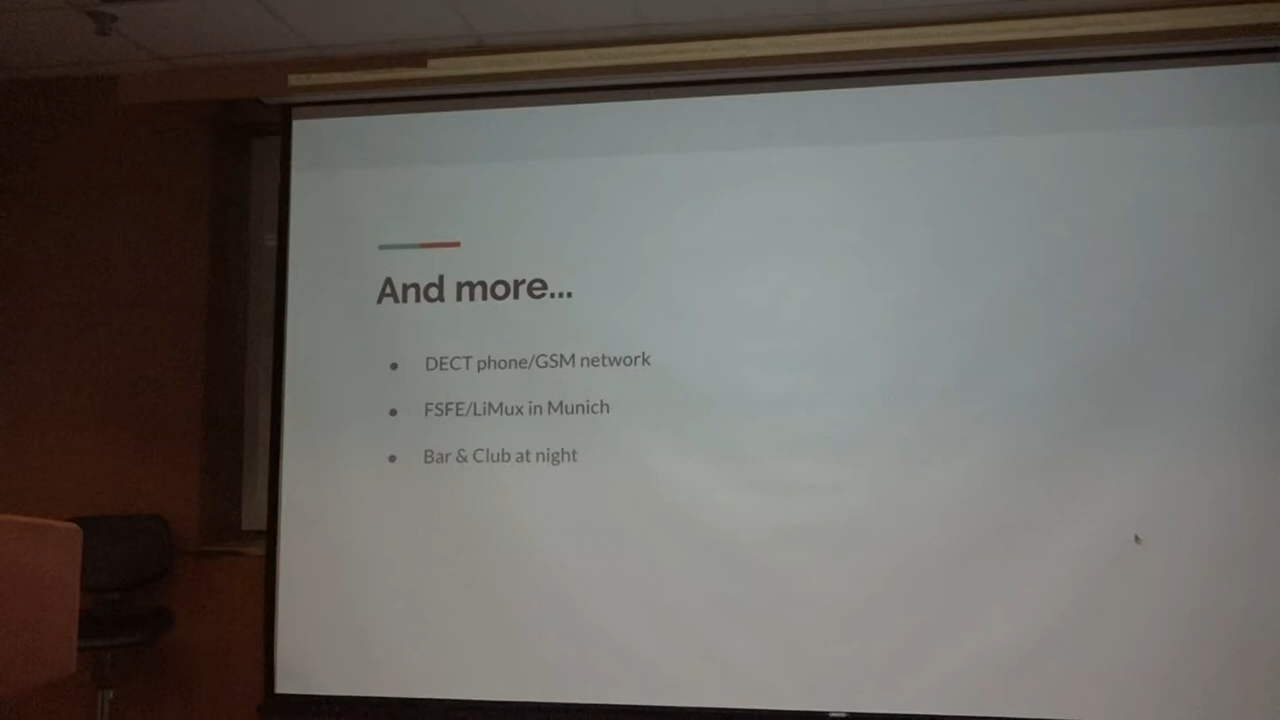 And more...
● DECT phone/GSM network
● FSFE/LiMux in Munich
● Bar & Club at night